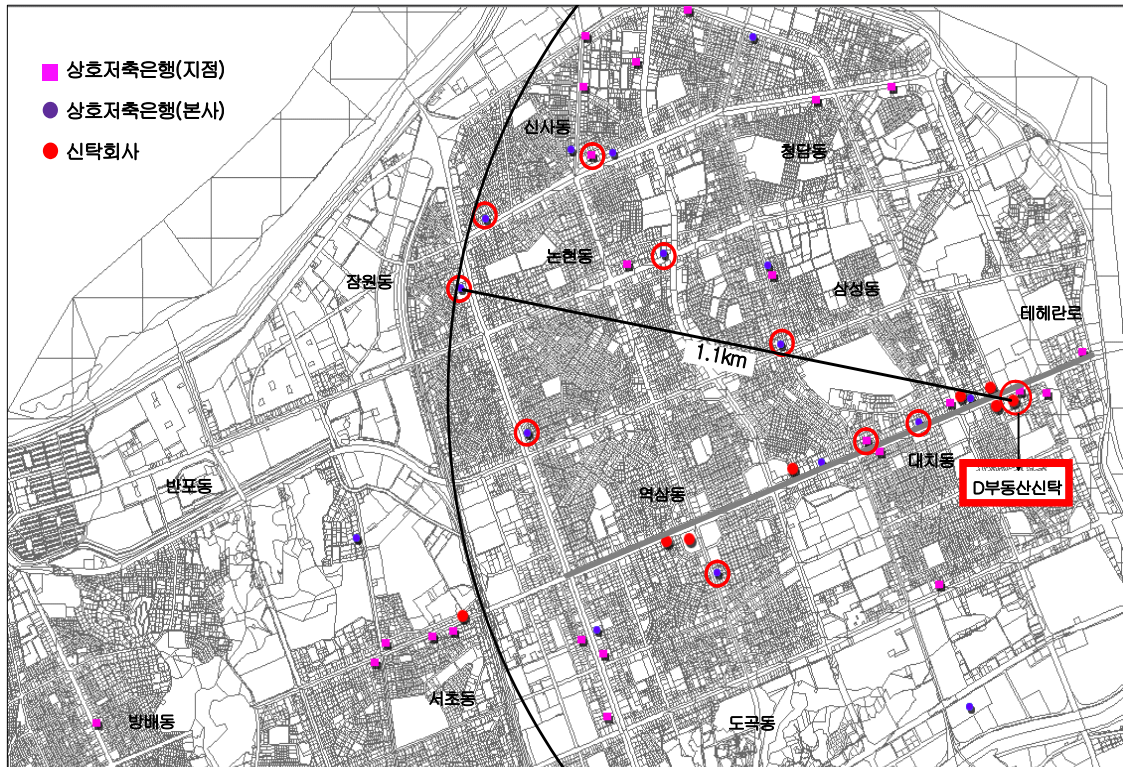 상호저축은행(지점)
상호저축은행(본사)
신탁회사
신사동
청담동
논현동
잠원동
삼성동
테헤란로
1.1km
대치동
반포동
역삼동
D부동산신탁
서초동
방배동
도곡동